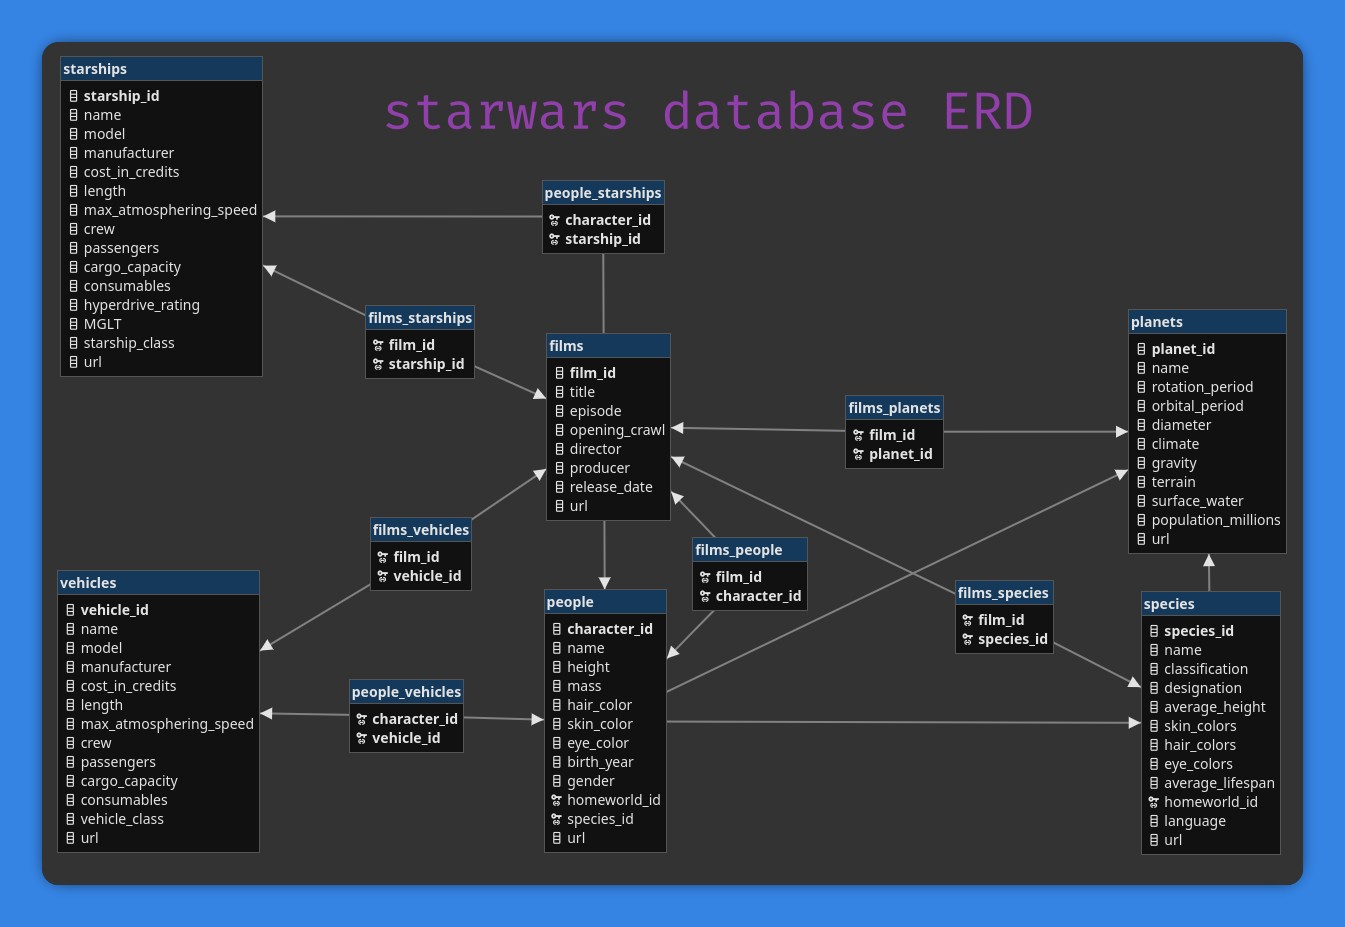 starwars database ERD
starships
starship_id
name
model
manufacturer
cost_in_credits
length
max_atmosphering_speed
crew
passengers
cargo_capacity
consumables
hyperdrive_rating
MGLT
starship_class
url
people_starships
character_id
starship_id
films_starships
film_id
starship_id
films
film_id
title
episode
opening_crawl
director
producer
release_date
url
films_planets
film_id
planet_id
planets
planet_id
name
rotation_period
orbital_period
diameter
climate
gravity
terrain
surface_water
population_millions
url
films_vehicles
film_id
vehicle_id
films_people
film_id
character_id
films_species
film_id
species_id
vehicles
vehicle_id
name
model
manufacturer
cost_in_credits
length
max_atmosphering_speed
crew
passengers
cargo_capacity
consumables
vehicle_class
url
people_vehicles
character_id
vehicle_id
people
character_id
name
height
mass
hair_color
skin_color
eye_color
birth_year
gender
homeworld_id
species_id
url
species
species_id
name
classification
designation
average_height
skin_colors
hair_colors
eye_colors
average_lifespan
homeworld_id
language
url